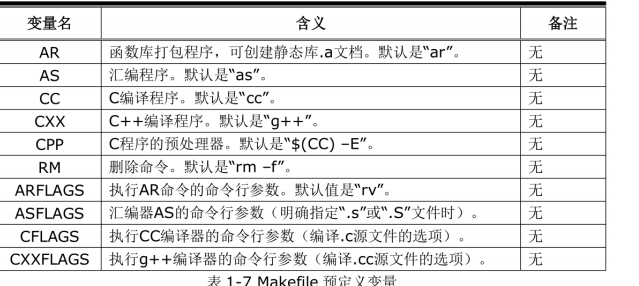 变量名 含义 备注
AR 函数库打包程序，可创建静态库.a文档。默认是“ar”。 无
AS 汇编程序。默认是“as”。 无
CC C编译程序。默认是“cc”。 无
CXX C++编译程序。默认是“g++”。 无
CPP C程序的预处理器。默认是“$(CC) –E”。 无
RM 删除命令。默认是“rm –f”。 无
ARFLAGS 执行AR命令的命令行参数。默认值是“rv”。 无
ASFLAGS 汇编器AS的命令行参数（明确指定“.s”或“.S”文件时）。 无
CFLAGS 执行CC编译器的命令行参数（编译.c源文件的选项）。 无
CXXFLAGS 执行g++编译器的命令行参数（编译.cc源文件的选项）。 无
表 1-7 Makefile 预定义变量